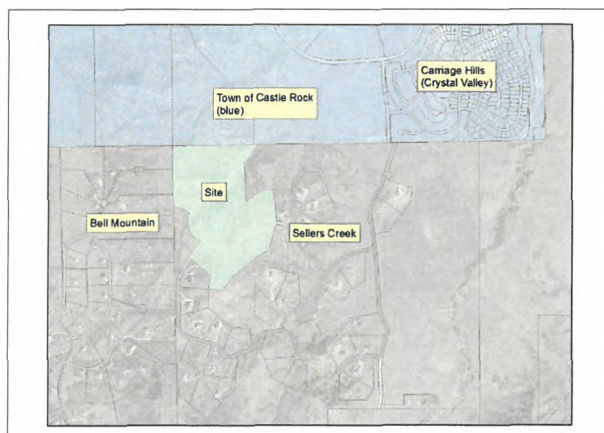 Carriage Hills
(Crystal Valley)
Town of Castle Rock
(blue)
Site
Bell Mountain
Sellers Creek